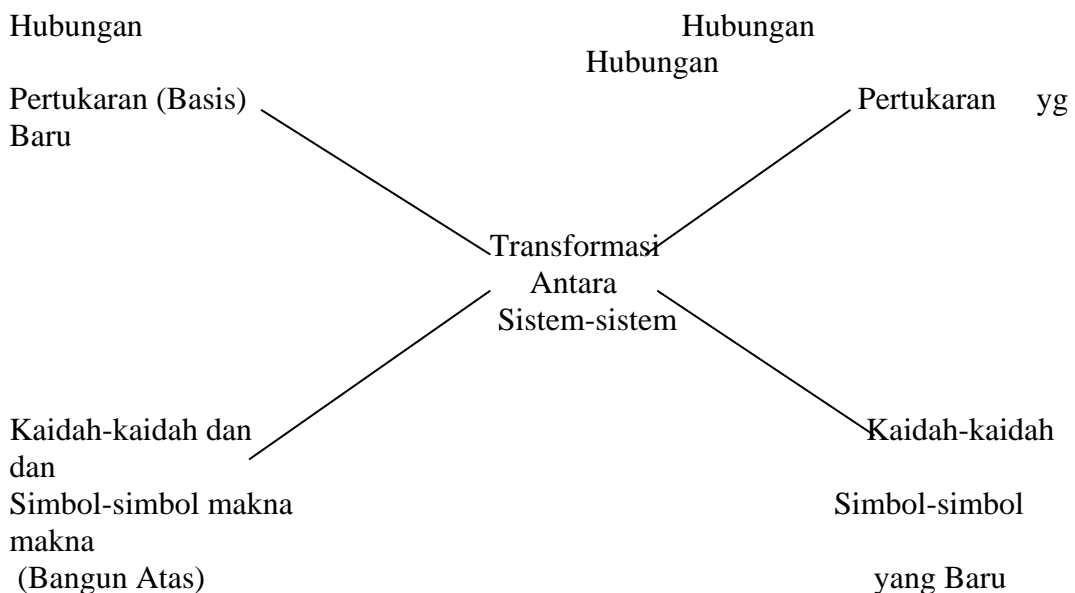 Hubungan Hubungan
Hubungan
Pertukaran (Basis) Pertukaran yg
Baru
Transformasi
Antara
Sistem-sistem
Kaidah-kaidah dan Kaidah-kaidah
dan
Simbol-simbol makna Simbol-simbol
makna
(Bangun Atas) yang Baru